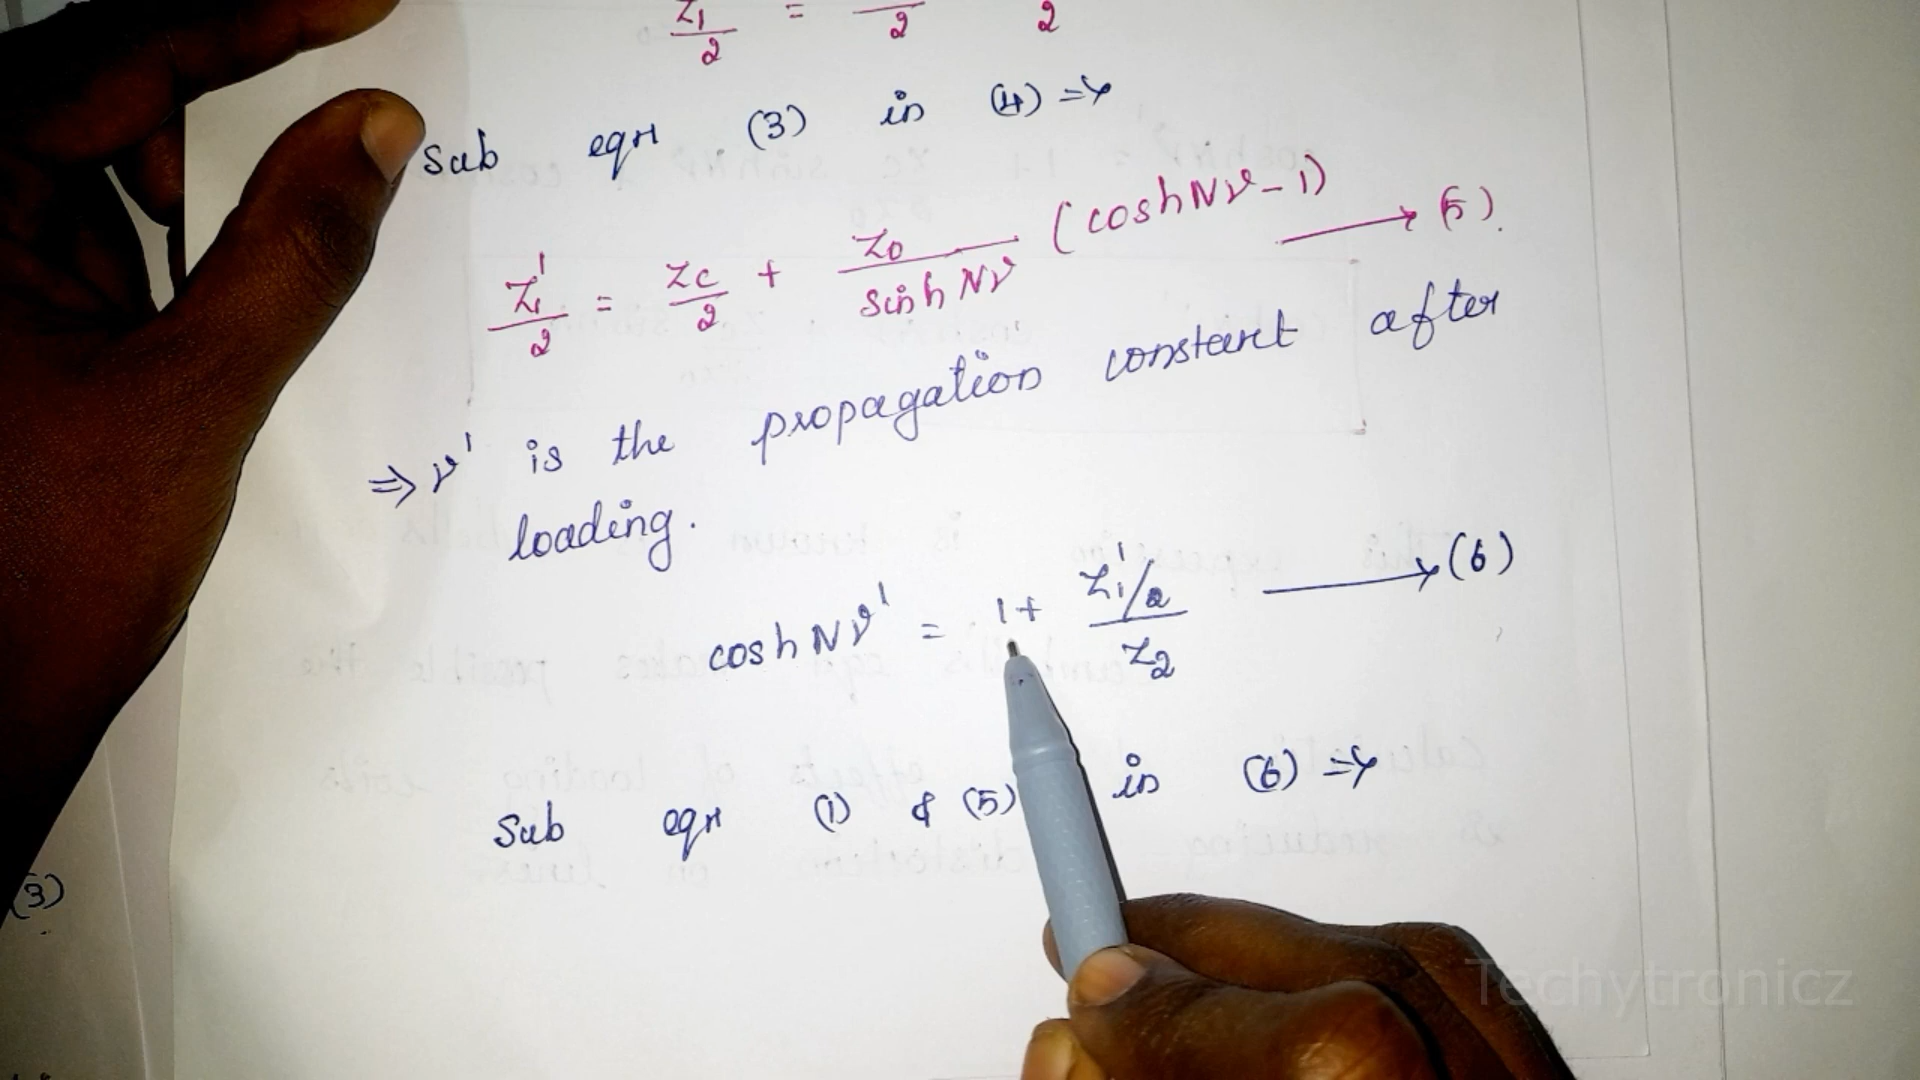 Z1/2 = /2 2
Sub eqn (3) in (4) ⇒
Z1'/2 = Zc/2 + Z0/sinh Nγ (cosh Nγ - 1) → (5).
⇒ γ' is the propagation constant after
loading.
cosh Nγ' = 1 + Z1'/2 / Z2 → (6)
Sub eqn (1) & (5) in (6) ⇒
(3)
Techytronicz